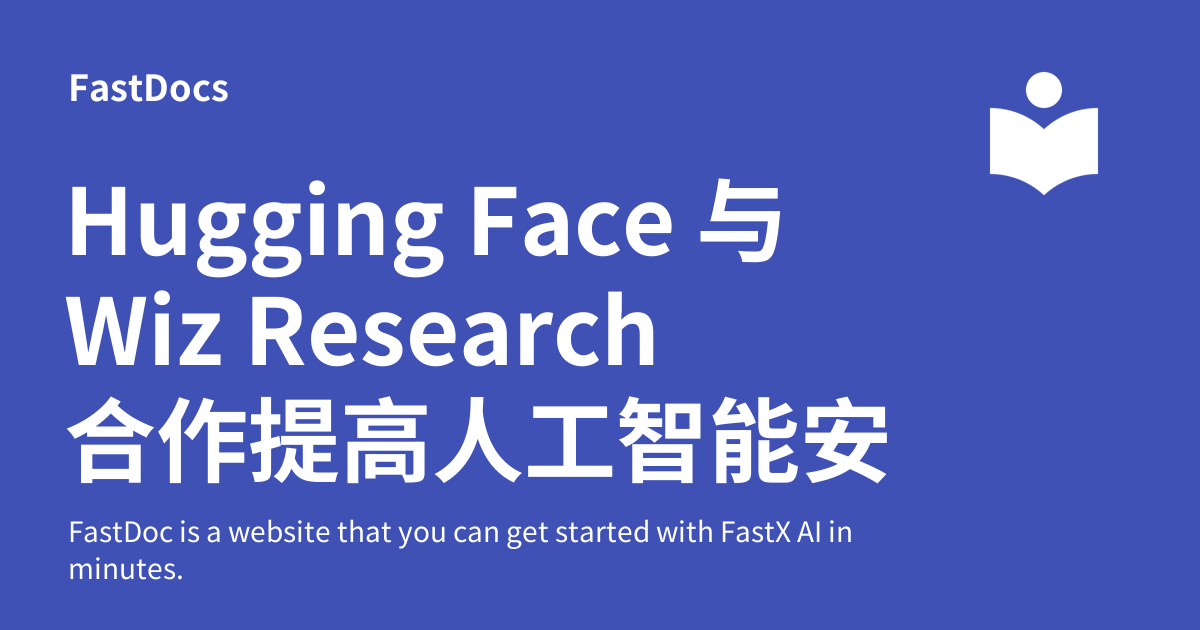 FastDocs
Hugging Face 与
Wiz Research
合作提高人工智能安
FastDoc is a website that you can get started with FastX AI in
minutes.